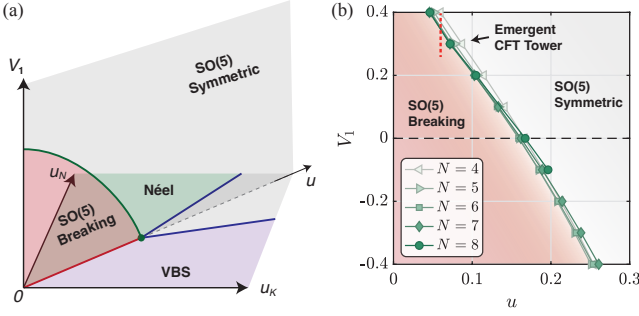 (a)
V₁
SO(5)
Symmetric
u_N
Néel
u
SO(5)
Breaking
VBS
0
u_K
(b)
0.4
0.2
0
-0.2
-0.4
V₁
Emergent
CFT Tower
SO(5)
Breaking
SO(5)
Symmetric
N = 4
N = 5
N = 6
N = 7
N = 8
0
0.1
0.2
0.3
u